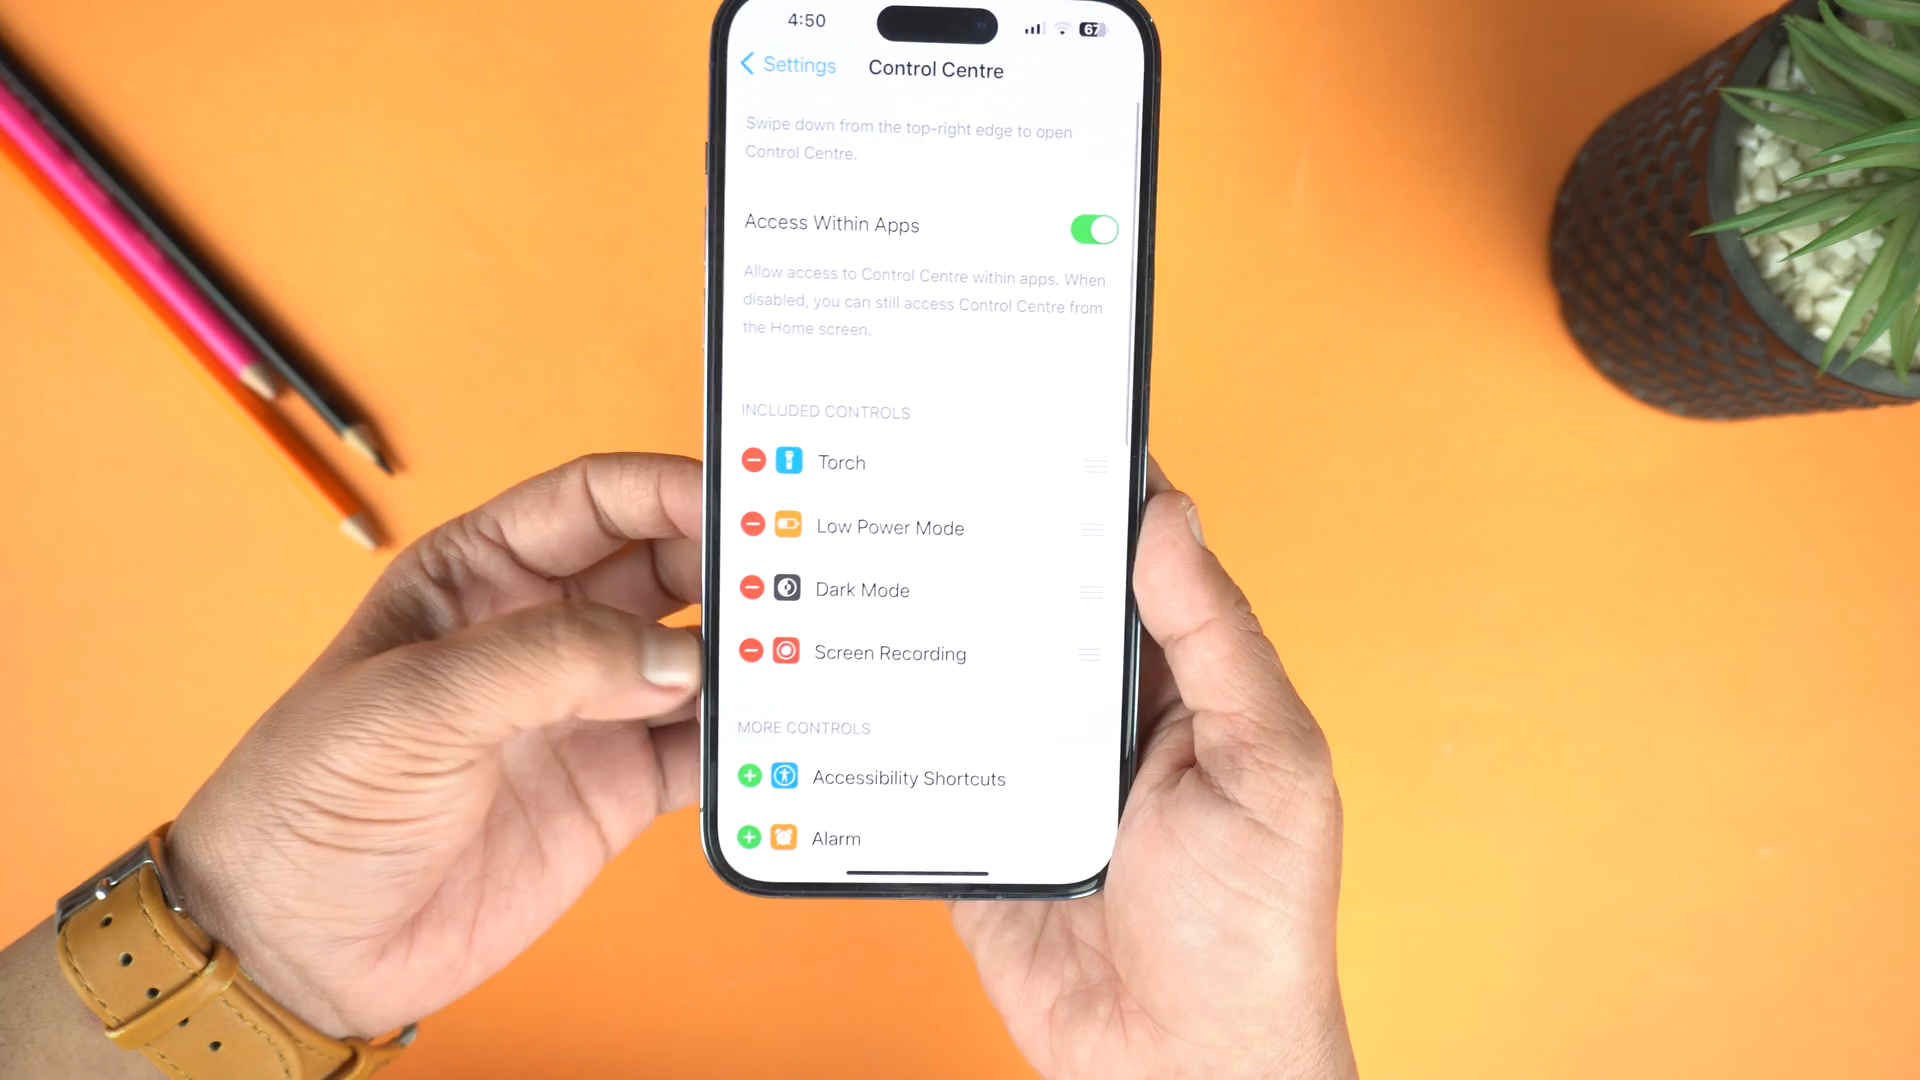 4:50
67
Settings
Control Centre
Swipe down from the top-right edge to open
Control Centre.
Access Within Apps
Allow access to Control Centre within apps. When
disabled, you can still access Control Centre from
the Home screen.
INCLUDED CONTROLS
Torch
Low Power Mode
Dark Mode
Screen Recording
MORE CONTROLS
Accessibility Shortcuts
Alarm